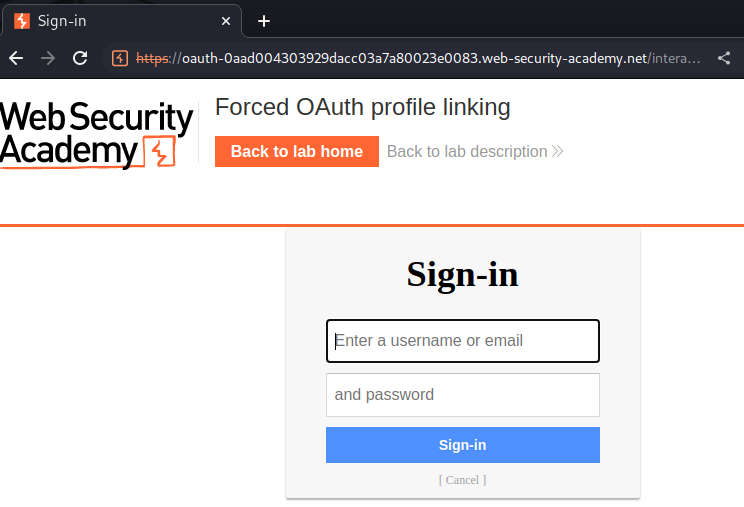 Sign-in
https://oauth-0aad004303929dacc03a7a80023e0083.web-security-academy.net/intera...
Web Security
Academy
Forced OAuth profile linking
Back to lab home
Back to lab description
Sign-in
Enter a username or email
and password
Sign-in
[ Cancel ]